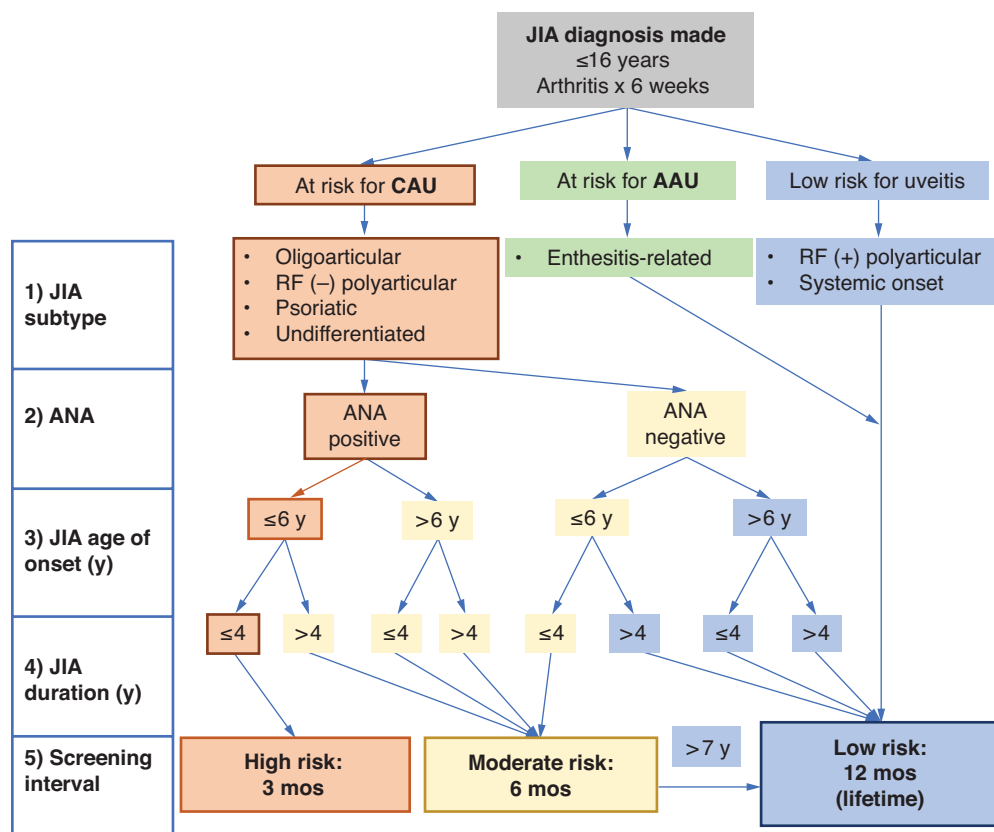 JIA diagnosis made
≤16 years
Arthritis x 6 weeks
At risk for CAU
At risk for AAU
Low risk for uveitis
1) JIA
subtype
• Oligoarticular
• RF (–) polyarticular
• Psoriatic
• Undifferentiated
• Enthesitis-related
• RF (+) polyarticular
• Systemic onset
2) ANA
ANA
positive
ANA
negative
3) JIA age of
onset (y)
≤6 y
>6 y
≤6 y
>6 y
4) JIA
duration (y)
≤4
>4
≤4
>4
≤4
>4
≤4
>4
5) Screening
interval
High risk:
3 mos
Moderate risk:
6 mos
>7 y
Low risk:
12 mos
(lifetime)